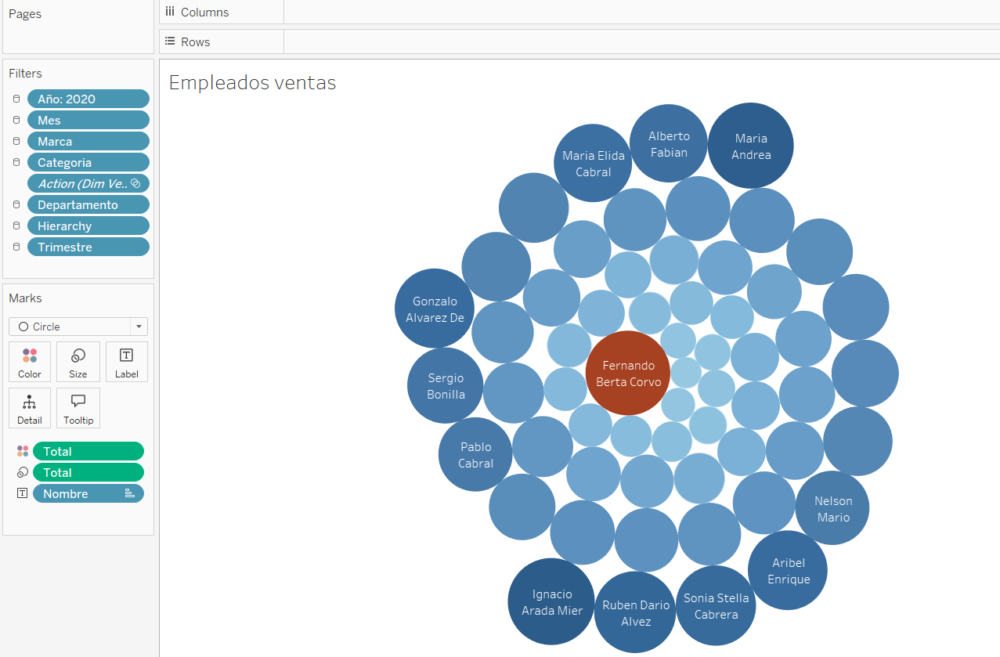 Pages
Columns
Rows
Filters
Año: 2020
Mes
Marca
Categoria
Action (Dim Ve..
Departamento
Hierarchy
Trimestre
Marks
Circle
Color
Size
Label
Detail
Tooltip
Total
Total
Nombre
Empleados ventas
Maria Elida
Cabral
Alberto
Fabian
Maria
Andrea
Gonzalo
Alvarez De
Fernando
Berta Corvo
Sergio
Bonilla
Pablo
Cabral
Nelson
Mario
Aribel
Enrique
Ignacio
Arada Mier
Ruben Dario
Alvez
Sonia Stella
Cabrera